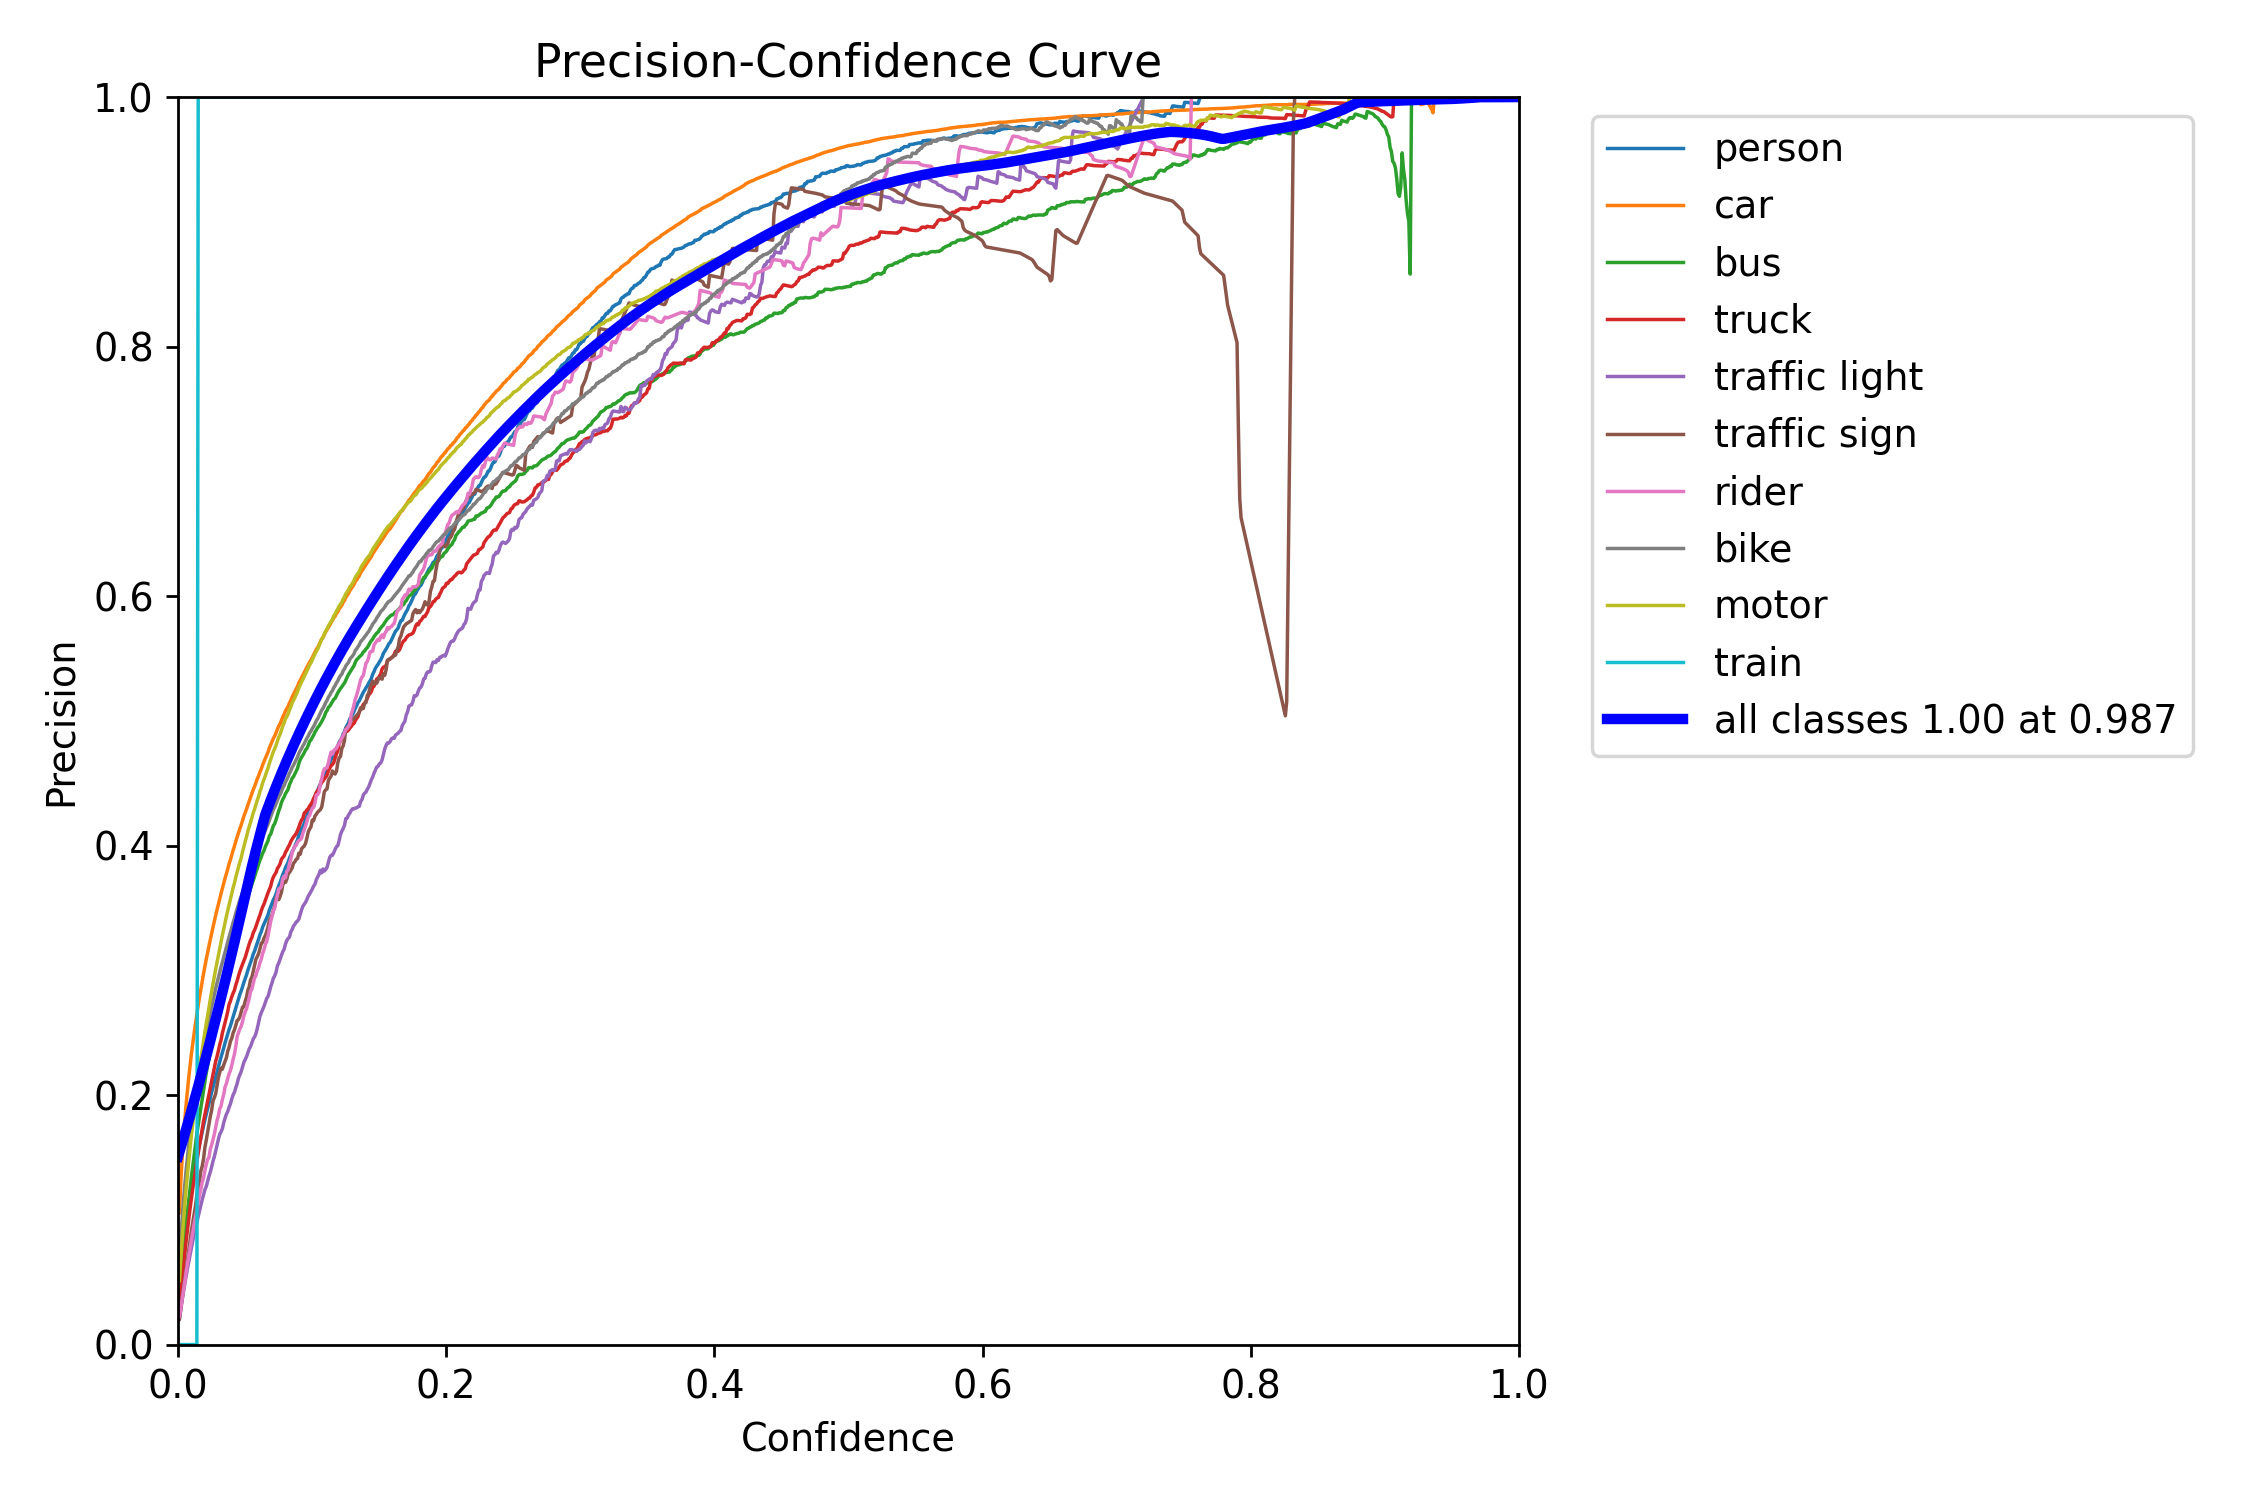 Precision-Confidence Curve
1.0
0.8
0.6
0.4
0.2
0.0
Precision
0.0 0.2 0.4 0.6 0.8 1.0
Confidence
person
car
bus
truck
traffic light
traffic sign
rider
bike
motor
train
all classes 1.00 at 0.987